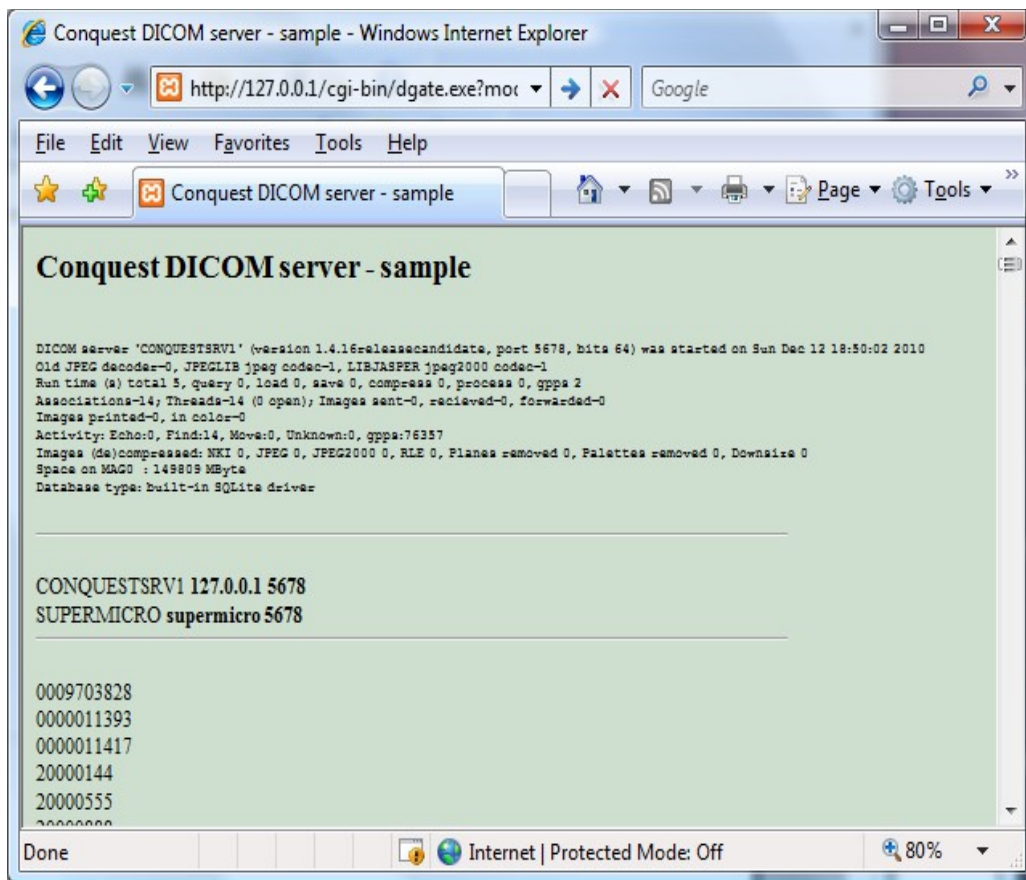 Conquest DICOM server - sample - Windows Internet Explorer
http://127.0.0.1/cgi-bin/dgate.exe?moc
Google
File Edit View Favorites Tools Help
Conquest DICOM server - sample
Page Tools
Conquest DICOM server - sample
DICOM server 'CONQUESTSRV1' (version 1.4.16releasecandidate, port 5678, bits 64) was started on Sun Dec 12 18:50:02 2010
Old JPEG decoder=0, JPEGLIB jpeg codec=1, LIBJASPER jpeg2000 codec=1
Run time (s) total 5, query 0, load 0, save 0, compress 0, process 0, gpps 2
Associations=14; Threads=14 (0 open); Images sent=0, recieved=0, forwarded=0
Images printed=0, in color=0
Activity: Echo:0, Find:14, Move:0, Unknown:0, gpps:76357
Images (de)compressed: NKI 0, JPEG 0, JPEG2000 0, RLE 0, Planes removed 0, Palettes removed 0, Downsize 0
Space on MAG0 : 149809 MByte
Database type: built-in SQLite driver
CONQUESTSRV1 127.0.0.1 5678
SUPERMICRO supermicro 5678
0009703828
0000011393
0000011417
20000144
20000555
Done
Internet | Protected Mode: Off
80%